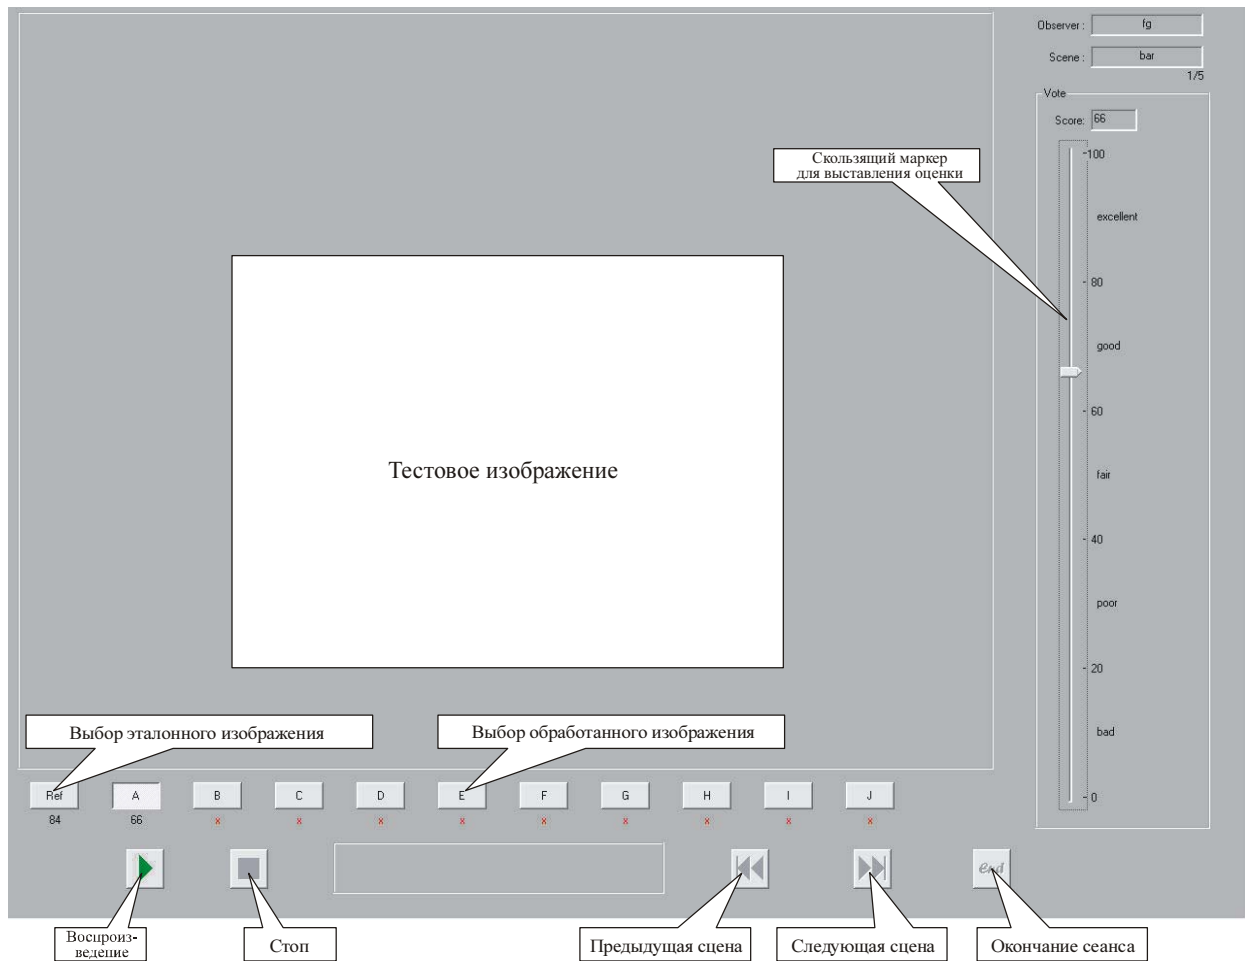 Observer :
fg
Scene :
bar
1/5
Vote
Score:
66
Скользящий маркер
для выставления оценки
100
excellent
80
good
60
fair
40
poor
20
bad
0
Тестовое изображение
Выбор эталонного изображения
Выбор обработанного изображения
Ref
A
B
C
D
E
F
G
H
I
J
84
66
x
x
x
x
x
x
x
x
x
end
Воспроиз-
ведение
Стоп
Предыдущая сцена
Следующая сцена
Окончание сеанса